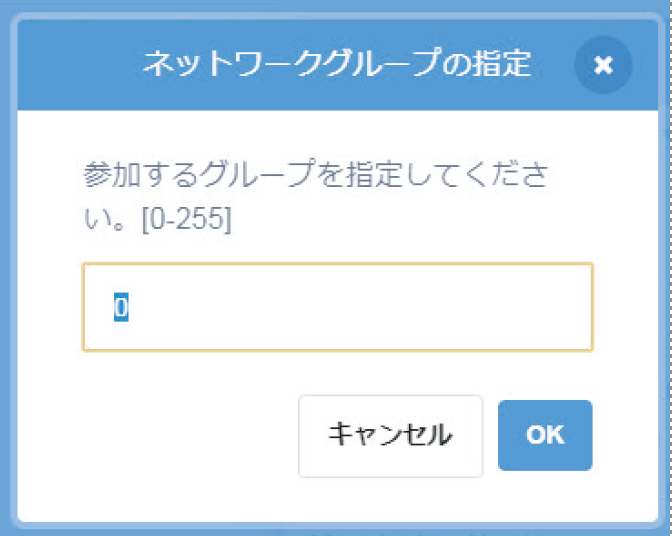 ネットワークグループの指定
参加するグループを指定してくださ
い。[0-255]
0
キャンセル
OK